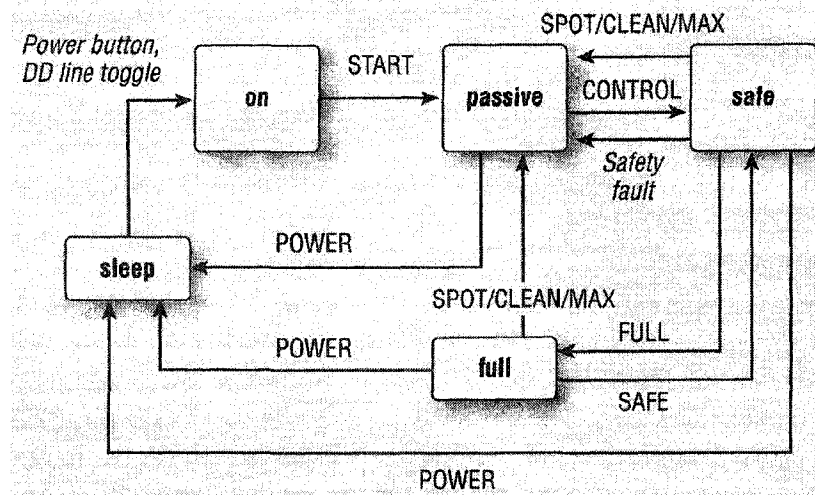 Power button,
DD line toggle
on
START
SPOT/CLEAN/MAX
passive
CONTROL
safe
Safety
fault
POWER
sleep
SPOT/CLEAN/MAX
POWER
full
FULL
SAFE
POWER